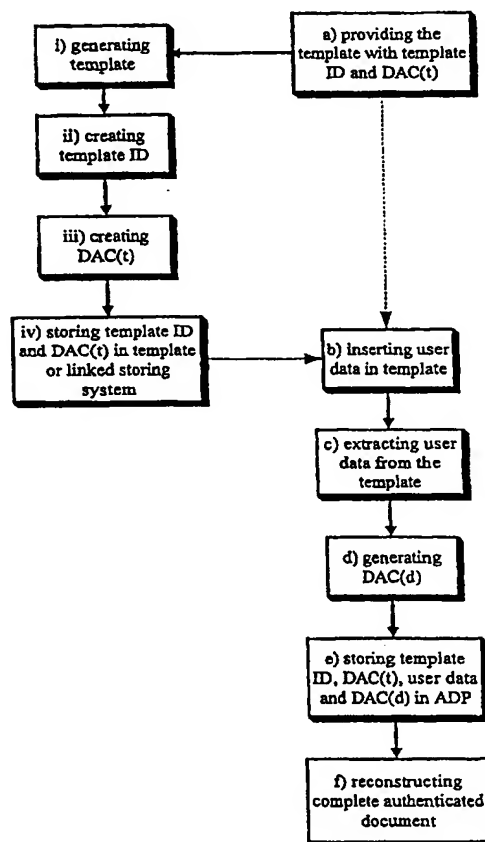 i) generating
template
a) providing the
template with template
ID and DAC(t)
ii) creating
template ID
iii) creating
DAC(t)
iv) storing template ID
and DAC(t) in template
or linked storing
system
b) inserting user
data in template
c) extracting user
data from the
template
d) generating
DAC(d)
e) storing template
ID, DAC(t), user data
and DAC(d) in ADP
f) reconstructing
complete authenticated
document